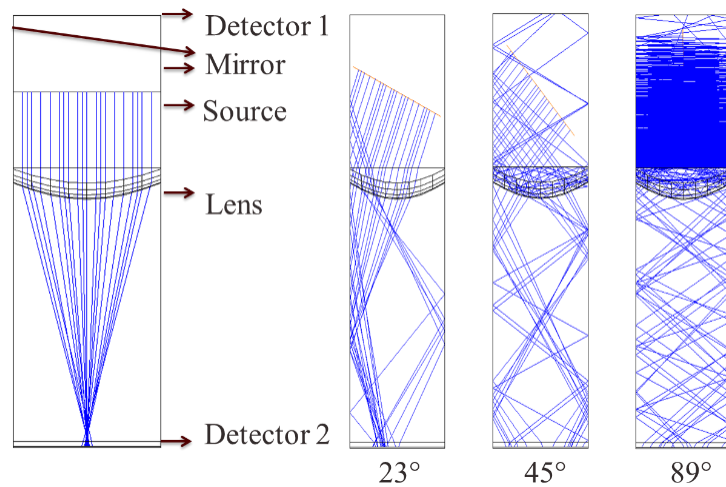 Detector 1
Mirror
Source
Lens
Detector 2
23°
45°
89°